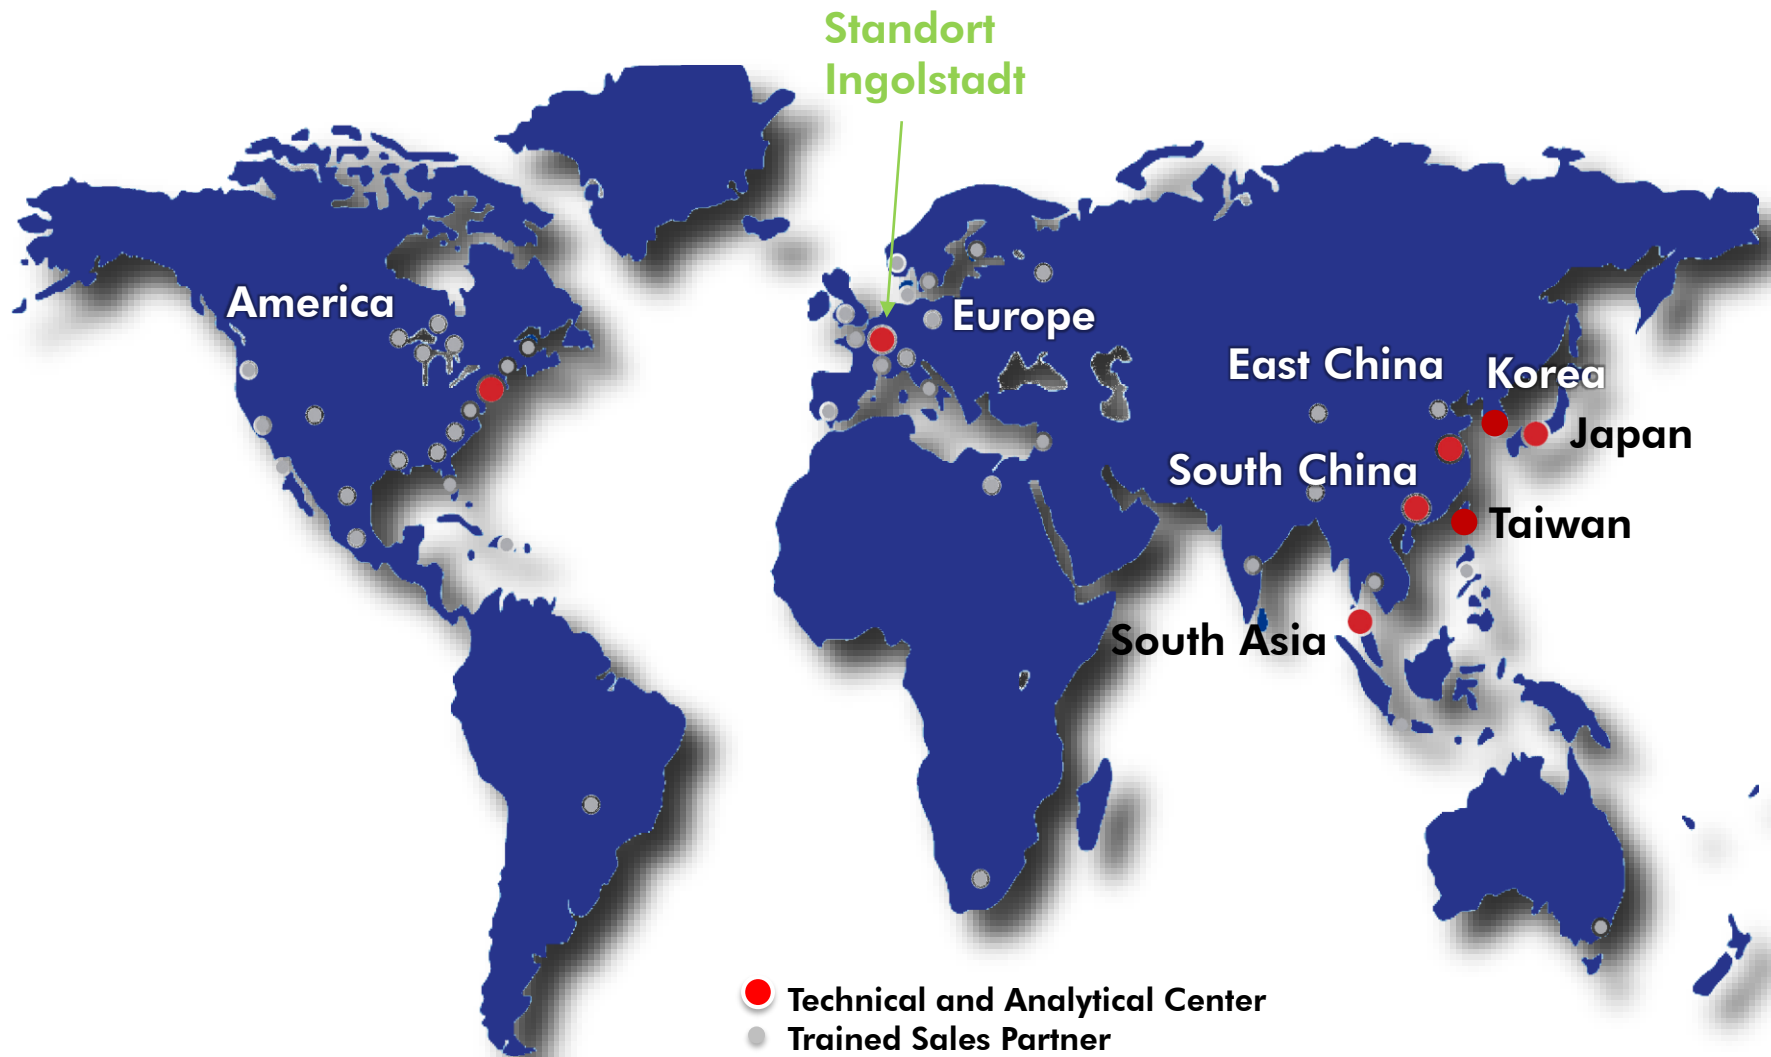 Standort
Ingolstadt
America
Europe
East China
Korea
Japan
South China
Taiwan
South Asia
Technical and Analytical Center
Trained Sales Partner